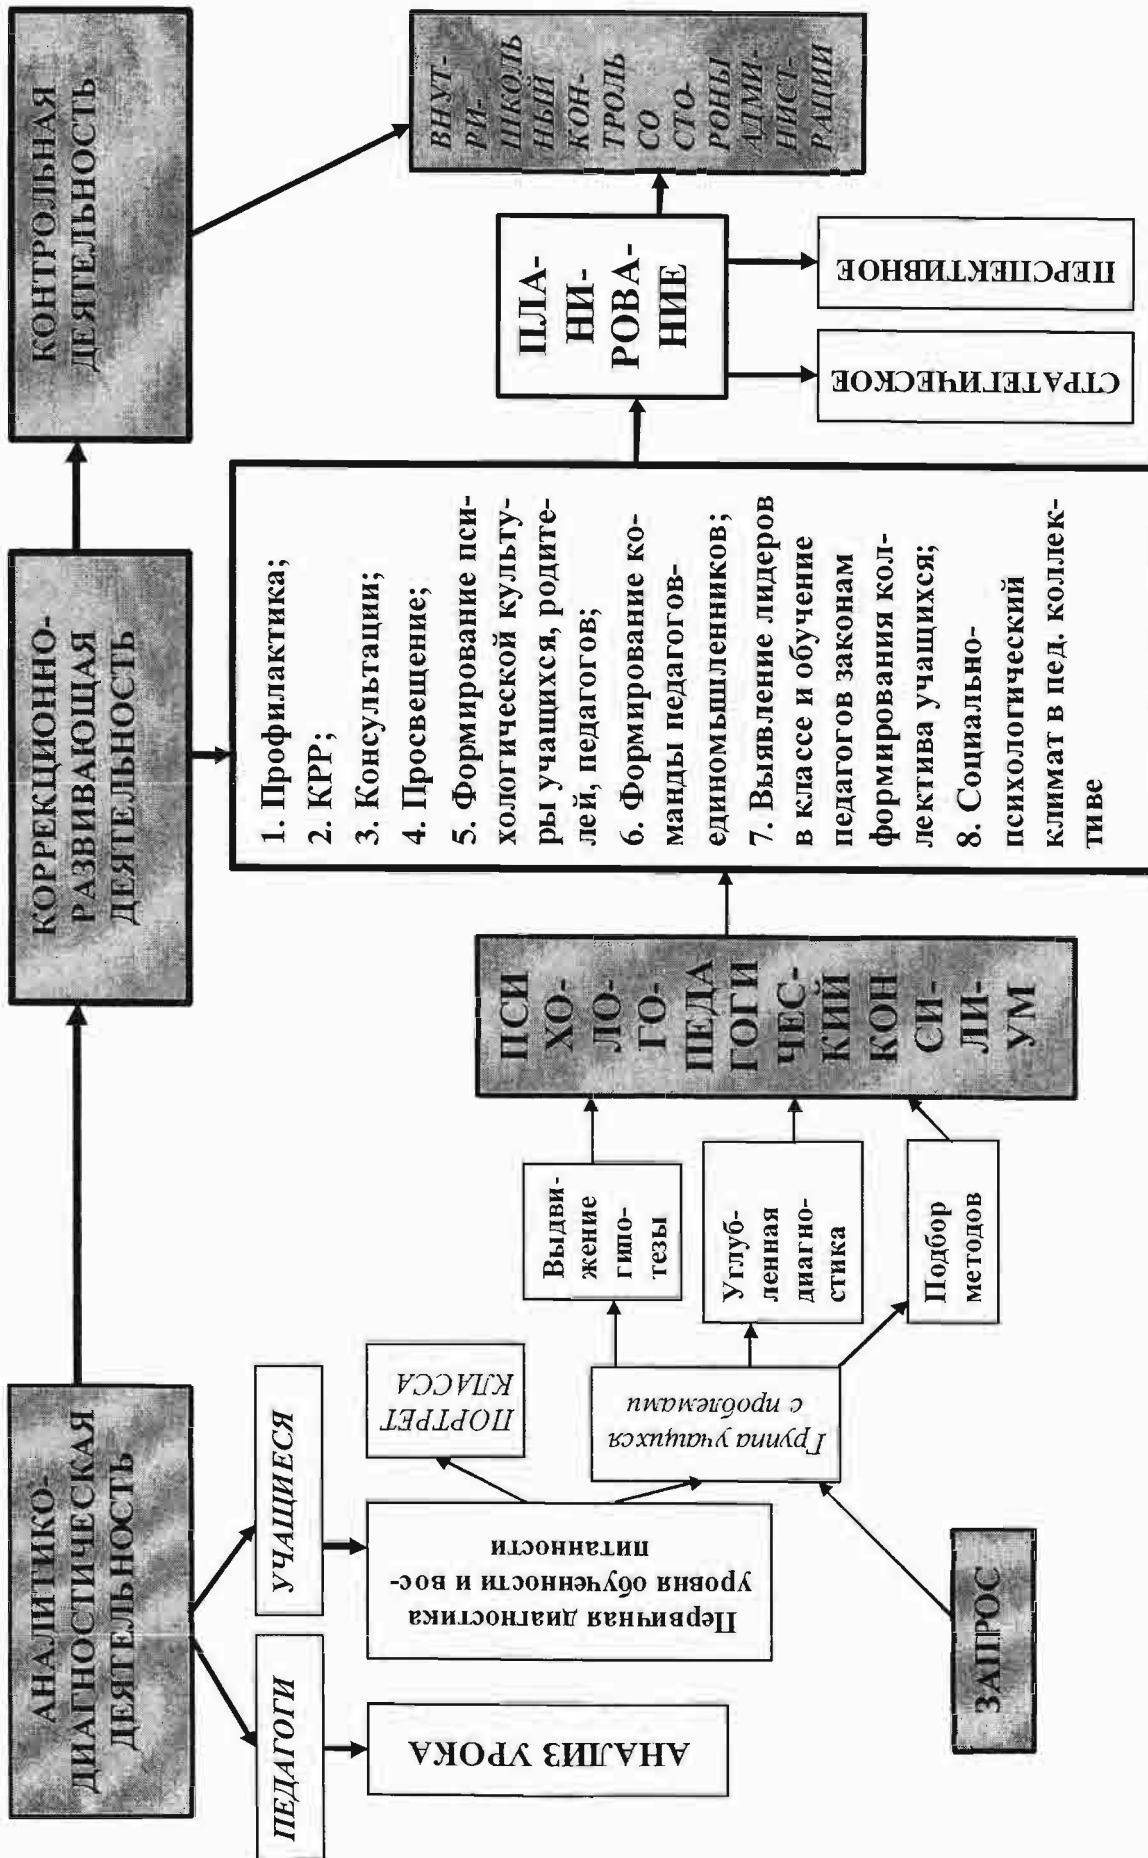 АНАЛИТИКО-
ДИАГНОСТИЧЕСКАЯ
ДЕЯТЕЛЬНОСТЬ
КОРРЕКЦИОННО-
РАЗВИВАЮЩАЯ
ДЕЯТЕЛЬНОСТЬ
КОНТРОЛЬНАЯ
ДЕЯТЕЛЬНОСТЬ
ПЕДАГОГИ
УЧАЩИЕСЯ
АНАЛИЗ УРОКА
Первичная диагностика
уровня обученности и вос-
питанности
ПОРТРЕТ
КЛАССА
Группа учащихся
с проблемами
ЗАПРОС
Выдви-
жение
гипо-
тезы
Углуб-
ленная
диагно-
стика
Подбор
методов
ПСИ
ХО-
ЛО-
ГО-
ПЕДА
ГОГИ
ЧЕС-
КИЙ
КОН
СИ-
ЛИ-
УМ
1. Профилактика;
2. КРР;
3. Консультации;
4. Просвещение;
5. Формирование пси-
хологической культу-
ры учащихся, родите-
лей, педагогов;
6. Формирование ко-
манды педагогов-
единомышленников;
7. Выявление лидеров
в классе и обучение
педагогов законам
формирования кол-
лектива учащихся;
8. Социально-
психологический
климат в пед. коллек-
тиве
ПЛА-
НИ-
РОВА-
НИЕ
СТРАТЕГИЧЕСКОЕ
ПЕРСПЕКТИВНОЕ
ВНУТ-
РИ-
ШКОЛЬ
НЫЙ
КОН-
ТРОЛЬ
СО
СТО-
РОНЫ
АДМИ-
НИСТ-
РАЦИИ